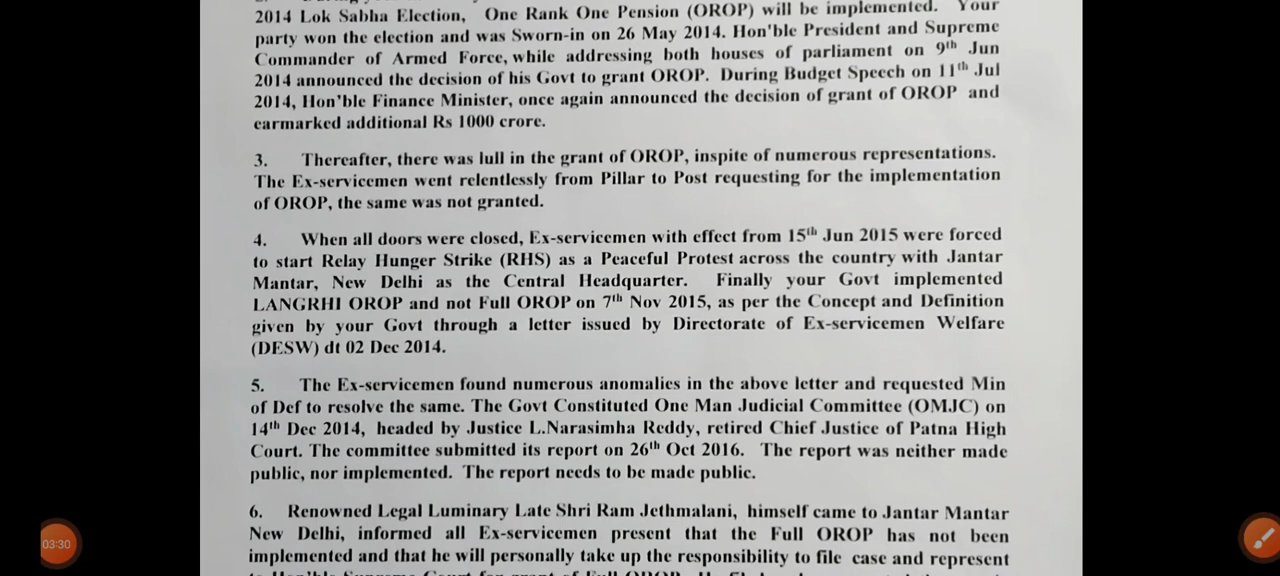 2014 Lok Sabha Election, One Rank One Pension (OROP) will be implemented. Your
party won the election and was Sworn-in on 26 May 2014. Hon'ble President and Supreme
Commander of Armed Force, while addressing both houses of parliament on 9th Jun
2014 announced the decision of his Govt to grant OROP. During Budget Speech on 11th Jul
2014, Hon'ble Finance Minister, once again announced the decision of grant of OROP and
earmarked additional Rs 1000 crore.
3. Thereafter, there was lull in the grant of OROP, inspite of numerous representations.
The Ex-servicemen went relentlessly from Pillar to Post requesting for the implementation
of OROP, the same was not granted.
4. When all doors were closed, Ex-servicemen with effect from 15th Jun 2015 were forced
to start Relay Hunger Strike (RHS) as a Peaceful Protest across the country with Jantar
Mantar, New Delhi as the Central Headquarter. Finally your Govt implemented
LANGRHI OROP and not Full OROP on 7th Nov 2015, as per the Concept and Definition
given by your Govt through a letter issued by Directorate of Ex-servicemen Welfare
(DESW) dt 02 Dec 2014.
5. The Ex-servicemen found numerous anomalies in the above letter and requested Min
of Def to resolve the same. The Govt Constituted One Man Judicial Committee (OMJC) on
14th Dec 2014, headed by Justice L.Narasimha Reddy, retired Chief Justice of Patna High
Court. The committee submitted its report on 26th Oct 2016. The report was neither made
public, nor implemented. The report needs to be made public.
6. Renowned Legal Luminary Late Shri Ram Jethmalani, himself came to Jantar Mantar
New Delhi, informed all Ex-servicemen present that the Full OROP has not been
implemented and that he will personally take up the responsibility to file case and represent
03:30